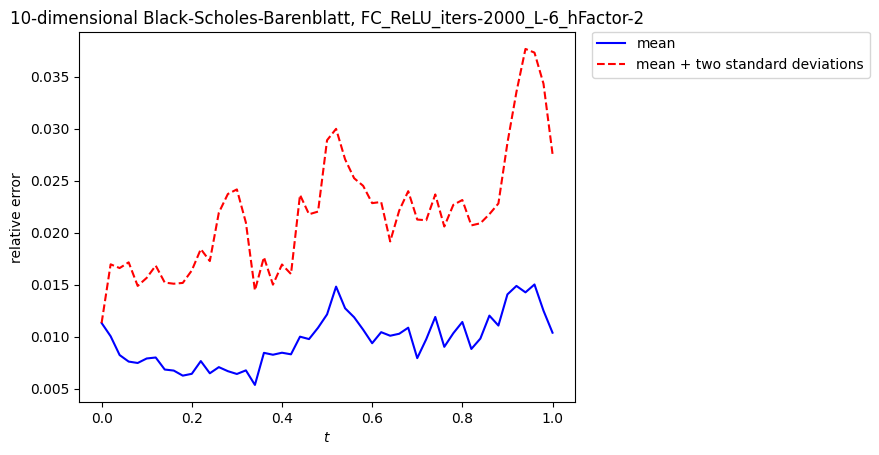 10-dimensional Black-Scholes-Barenblatt, FC_ReLU_iters-2000_L-6_hFactor-2
mean
mean + two standard deviations
relative error
0.035
0.030
0.025
0.020
0.015
0.010
0.005
0.0 0.2 0.4 0.6 0.8 1.0
t